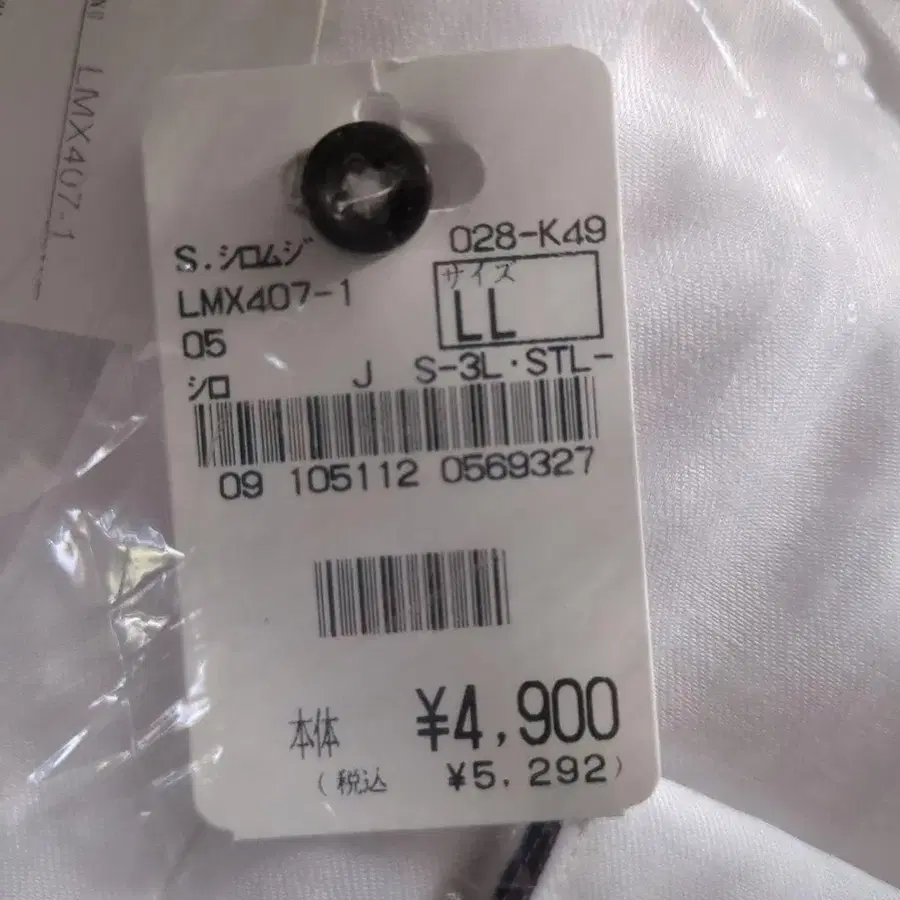 LMX407-1
S.シロムジ 028-K49
LMX407-1 サイズ
05 LL
シロ J S-3L・STL-
09 105112 0569327
本体 ¥4,900
(税込 ¥5,292)